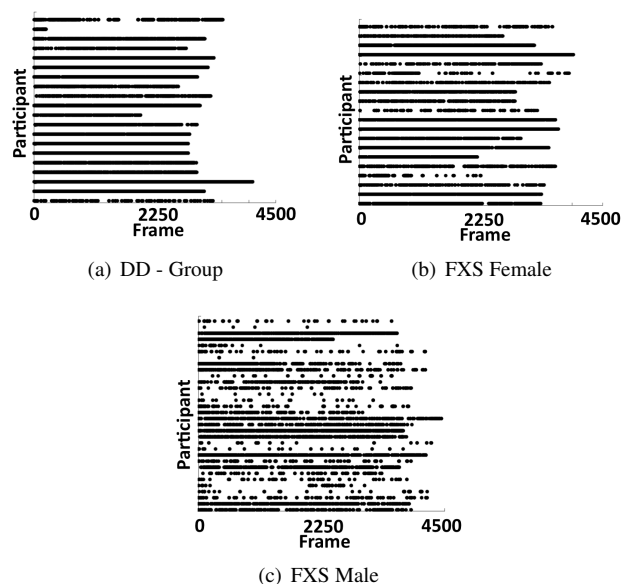 Participant
0 2250 4500
Frame
(a) DD - Group
Participant
0 2250 4500
Frame
(b) FXS Female
Participant
0 2250 4500
Frame
(c) FXS Male